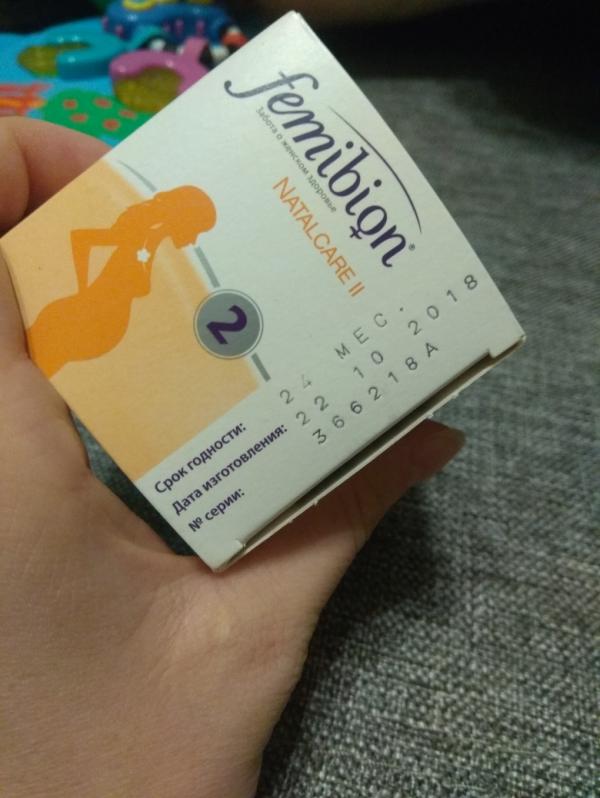 femibion®
Забота о женском здоровье
NATALCARE II
2
Срок годности: 24 МЕС.
Дата изготовления: 22 10 2018
№ серии: 366218A